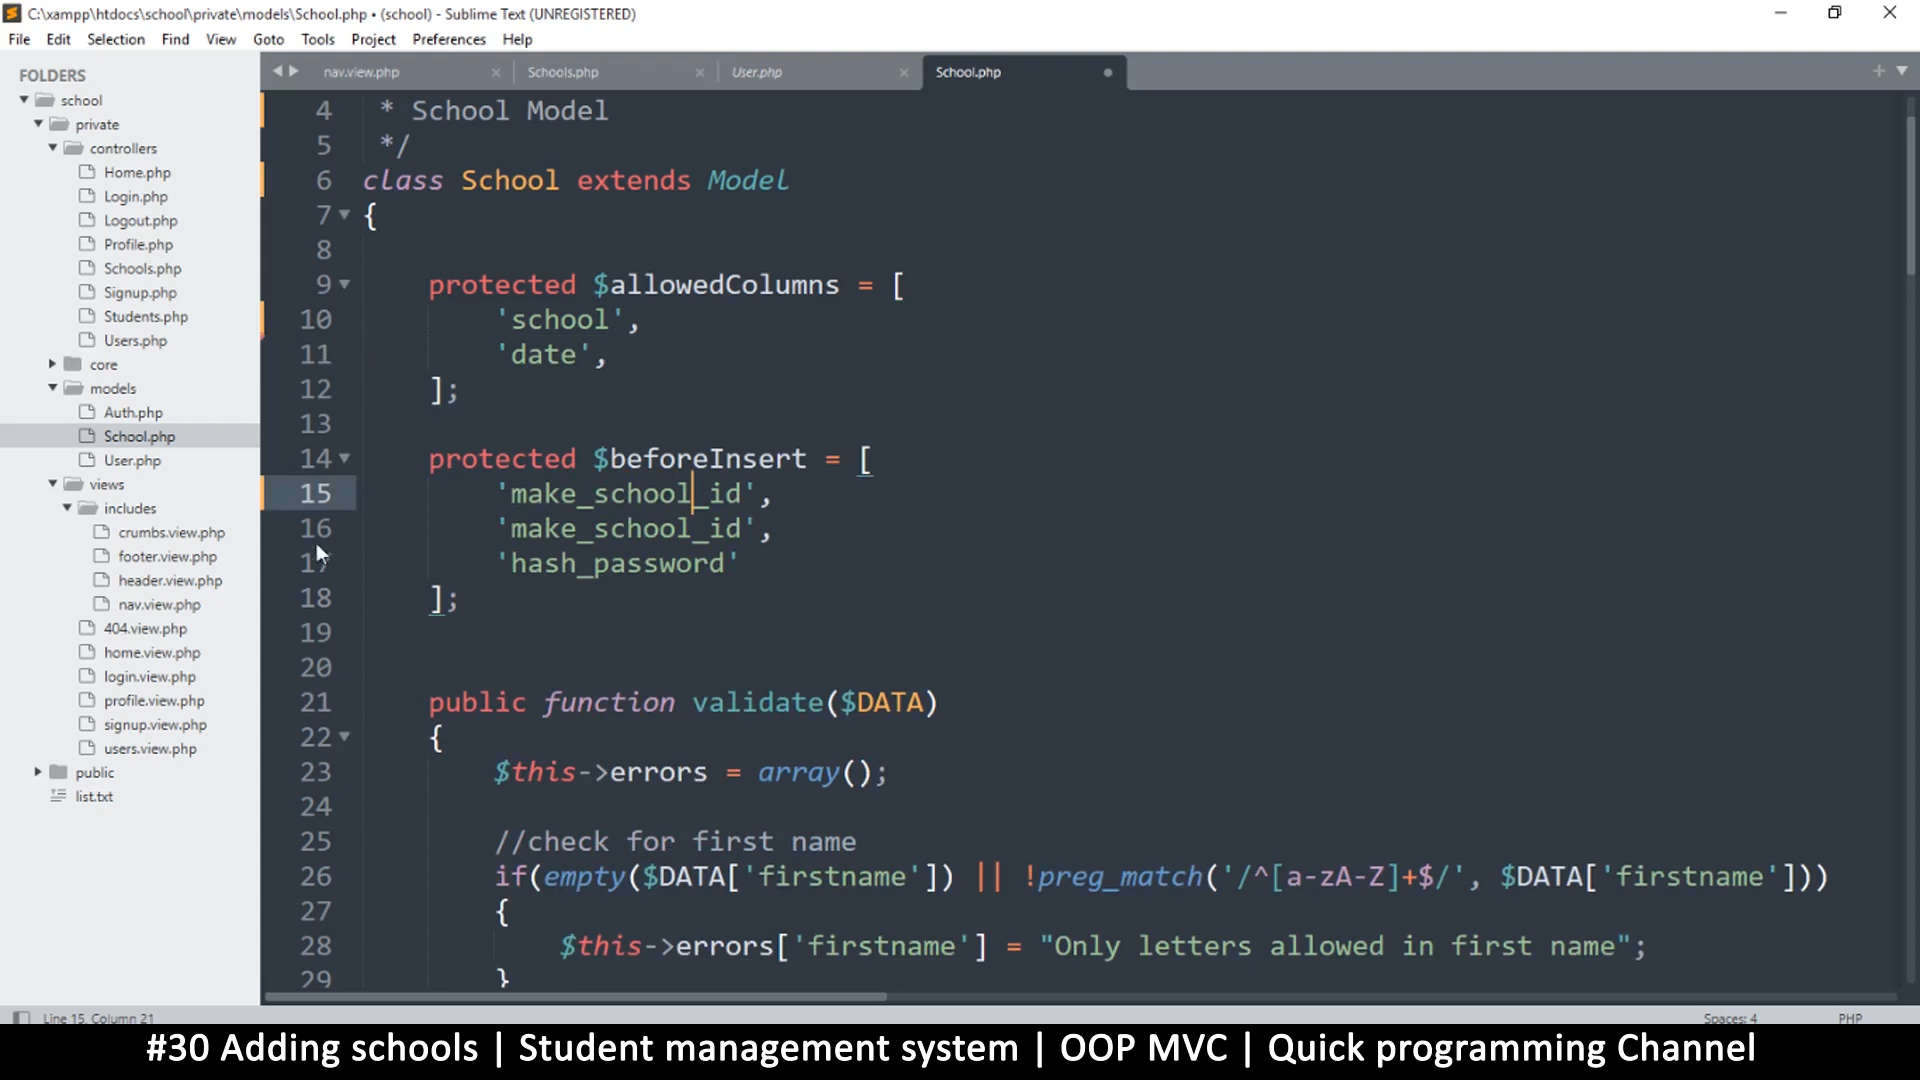 C:\xampp\htdocs\school\private\models\School.php • (school) - Sublime Text (UNREGISTERED)
File Edit Selection Find View Goto Tools Project Preferences Help
FOLDERS
school
private
controllers
Home.php
Login.php
Logout.php
Profile.php
Schools.php
Signup.php
Students.php
Users.php
core
models
Auth.php
School.php
User.php
views
includes
crumbs.view.php
footer.view.php
header.view.php
nav.view.php
404.view.php
home.view.php
login.view.php
profile.view.php
signup.view.php
users.view.php
public
list.txt
nav.view.php × Schools.php × User.php × School.php
4 * School Model
5 */
6 class School extends Model
7 {
8
9 protected $allowedColumns = [
10 'school',
11 'date',
12 ];
13
14 protected $beforeInsert = [
15 'make_school_id',
16 'make_school_id',
17 'hash_password'
18 ];
19
20
21 public function validate($DATA)
22 {
23 $this->errors = array();
24
25 //check for first name
26 if(empty($DATA['firstname']) || !preg_match('/^[a-zA-Z]+$/', $DATA['firstname']))
27 {
28 $this->errors['firstname'] = "Only letters allowed in first name";
29 }
Line 15, Column 21 Spaces: 4 PHP
#30 Adding schools | Student management system | OOP MVC | Quick programming Channel